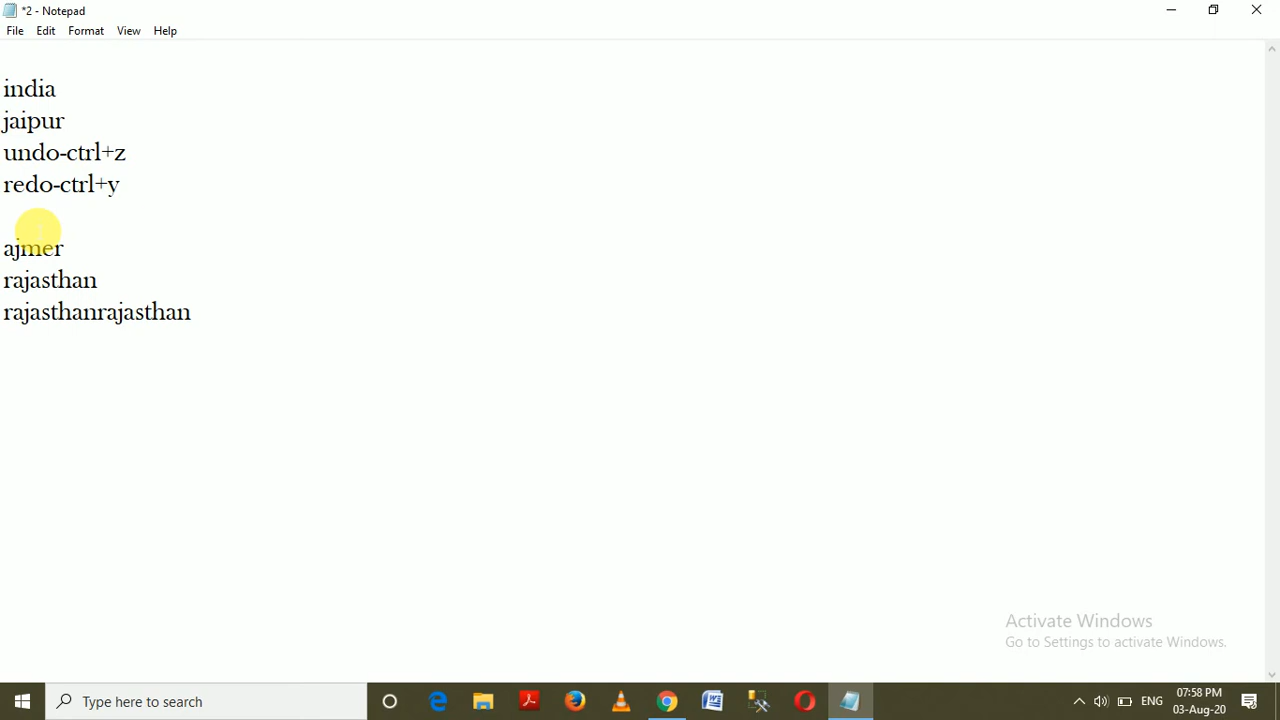 *2 - Notepad
File Edit Format View Help
india
jaipur
undo-ctrl+z
redo-ctrl+y
ajmer
rajasthan
rajasthanrajasthan
Activate Windows
Go to Settings to activate Windows.
Type here to search
ENG
07:58 PM
03-Aug-20